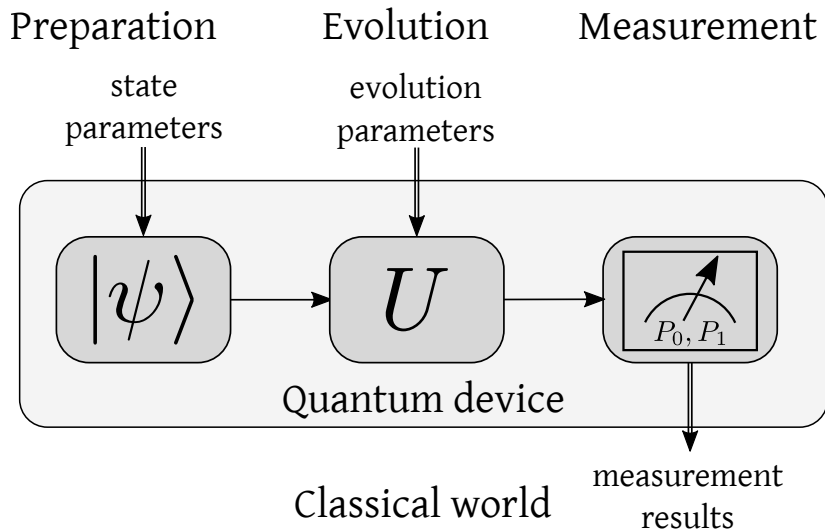 Preparation Evolution Measurement
state
parameters
evolution
parameters
|ψ⟩
U
P₀, P₁
Quantum device
Classical world
measurement
results